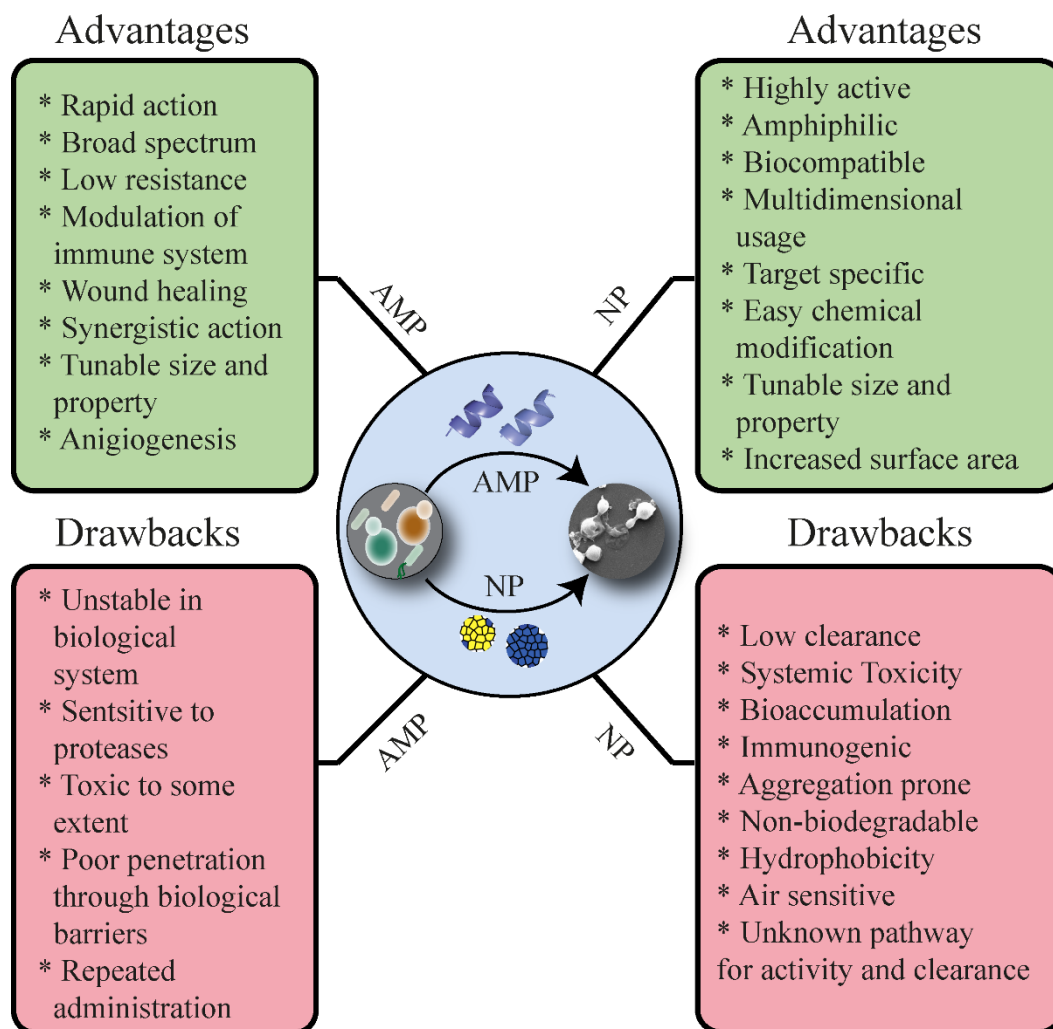 Advantages
* Rapid action
* Broad spectrum
* Low resistance
* Modulation of
immune system
* Wound healing
* Synergistic action
* Tunable size and
property
* Anigiogenesis
Advantages
* Highly active
* Amphiphilic
* Biocompatible
* Multidimensional
usage
* Target specific
* Easy chemical
modification
* Tunable size and
property
* Increased surface area
AMP
NP
AMP
NP
AMP
NP
Drawbacks
* Unstable in
biological
system
* Sentsitive to
proteases
* Toxic to some
extent
* Poor penetration
through biological
barriers
* Repeated
administration
Drawbacks
* Low clearance
* Systemic Toxicity
* Bioaccumulation
* Immunogenic
* Aggregation prone
* Non-biodegradable
* Hydrophobicity
* Air sensitive
* Unknown pathway
for activity and clearance